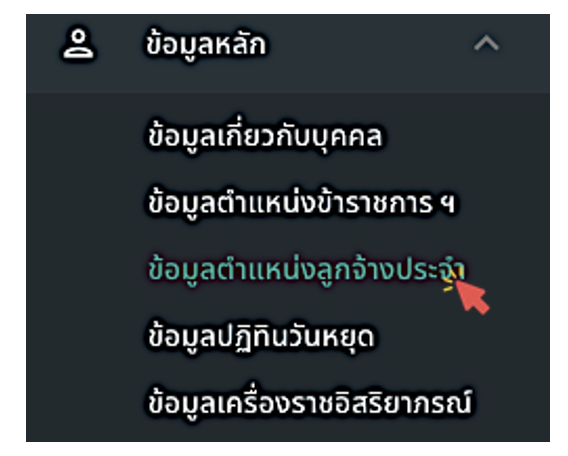 ข้อมูลหลัก
ข้อมูลเกี่ยวกับบุคคล
ข้อมูลตำแหน่งข้าราชการ ฯ
ข้อมูลตำแหน่งลูกจ้างประจำ
ข้อมูลปฏิทินวันหยุด
ข้อมูลเครื่องราชอิสริยาภรณ์